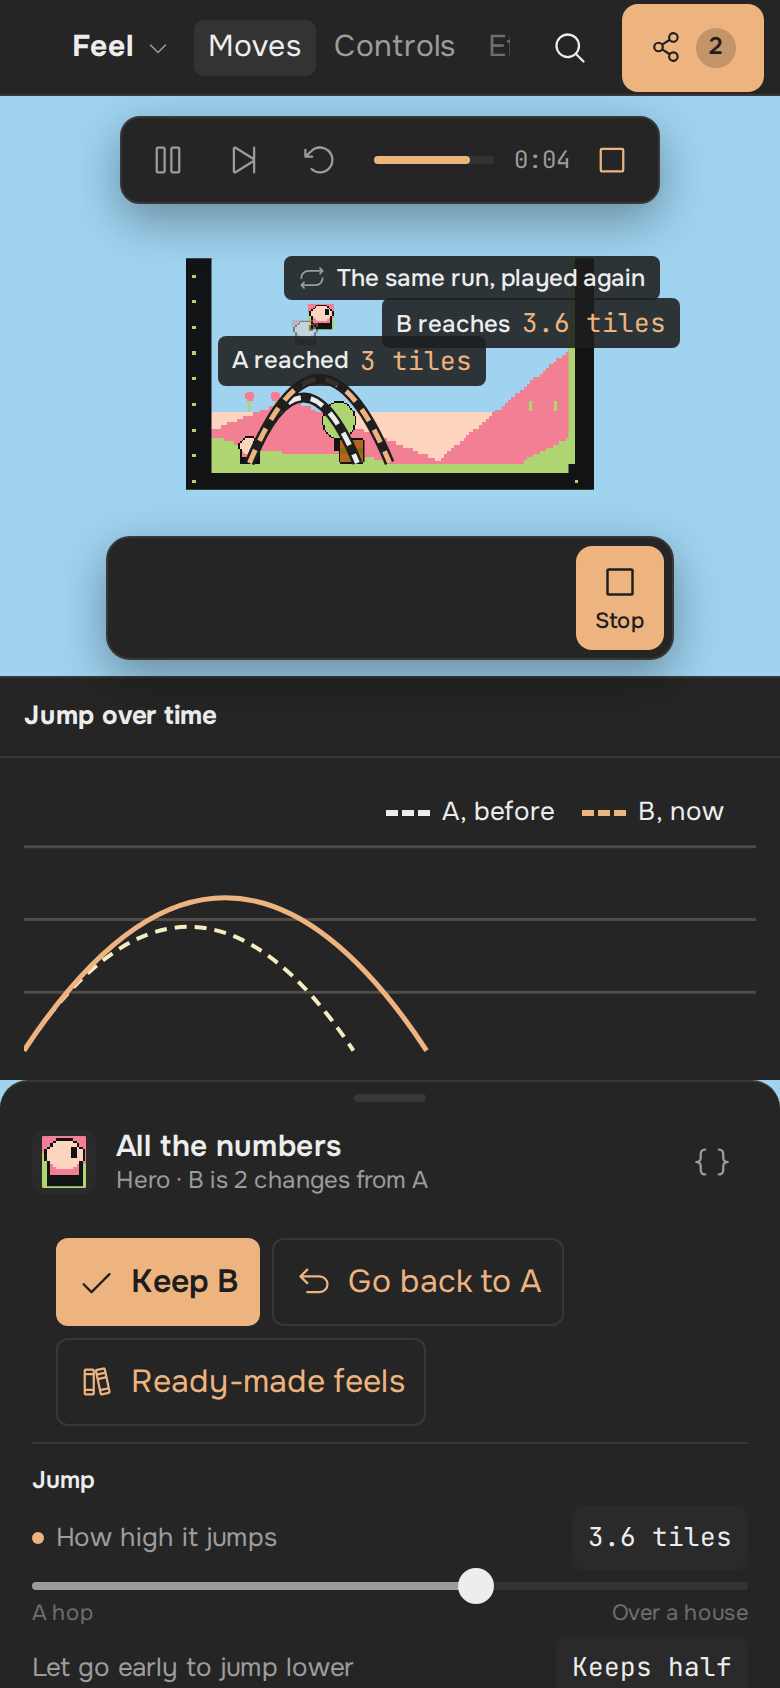 Feel Moves Controls
2
0:04
The same run, played again
B reaches 3.6 tiles
A reached 3 tiles
Stop
Jump over time
A, before B, now
All the numbers
Hero · B is 2 changes from A
{ }
Keep B Go back to A
Ready-made feels
Jump
How high it jumps 3.6 tiles
A hop Over a house
Let go early to jump lower Keeps half